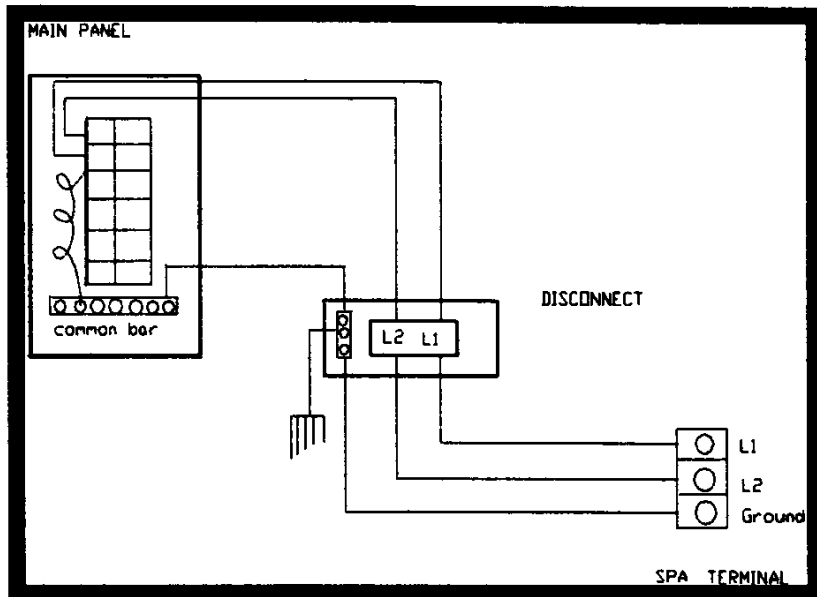 MAIN PANEL
common bar
DISCONNECT
L2 L1
L1
L2
Ground
SPA TERMINAL